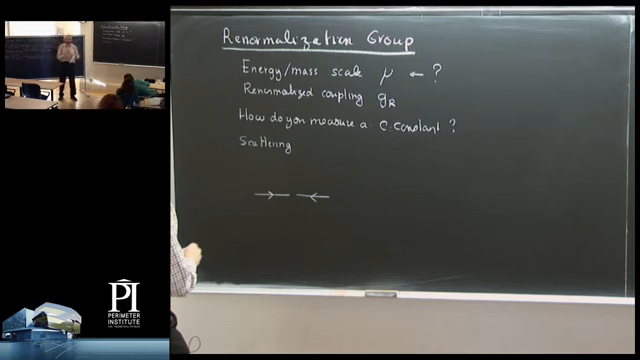 Renormalization Group
Energy/mass scale μ ← ?
Renormalized coupling g_R
How do you measure a c. constant ?
Scattering
PI
PERIMETER
INSTITUTE